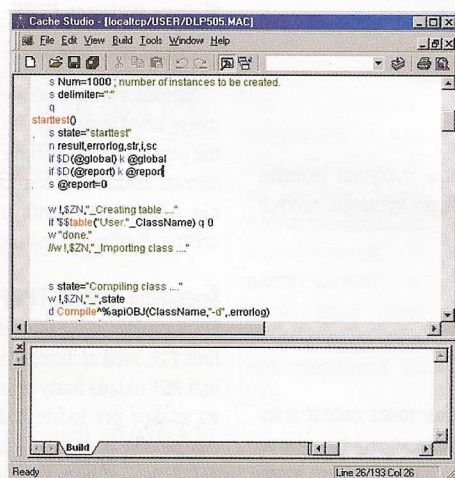 Cache Studio - [localtcp/USER/DLP505.MAC]
File Edit View Build Tools Window Help
s Num=1000 ; number of instances to be created.
s delimiter=":"
q
starttest()
s state="starttest"
n result,errorlog,str,i,sc
if $D(@global) k @global
if $D(@report) k @report
s @report=0
w !,$ZN,"_Creating table ...."
if '$$table("User."_ClassName) q 0
w "done."
//w !,$ZN,"_Importing class ...."
s state="Compiling class ...."
w !,$ZN,"_",state
d Compile^%apiOBJ(ClassName,"-d",.errorlog)
Build
Ready
Line 26/193 Col 26